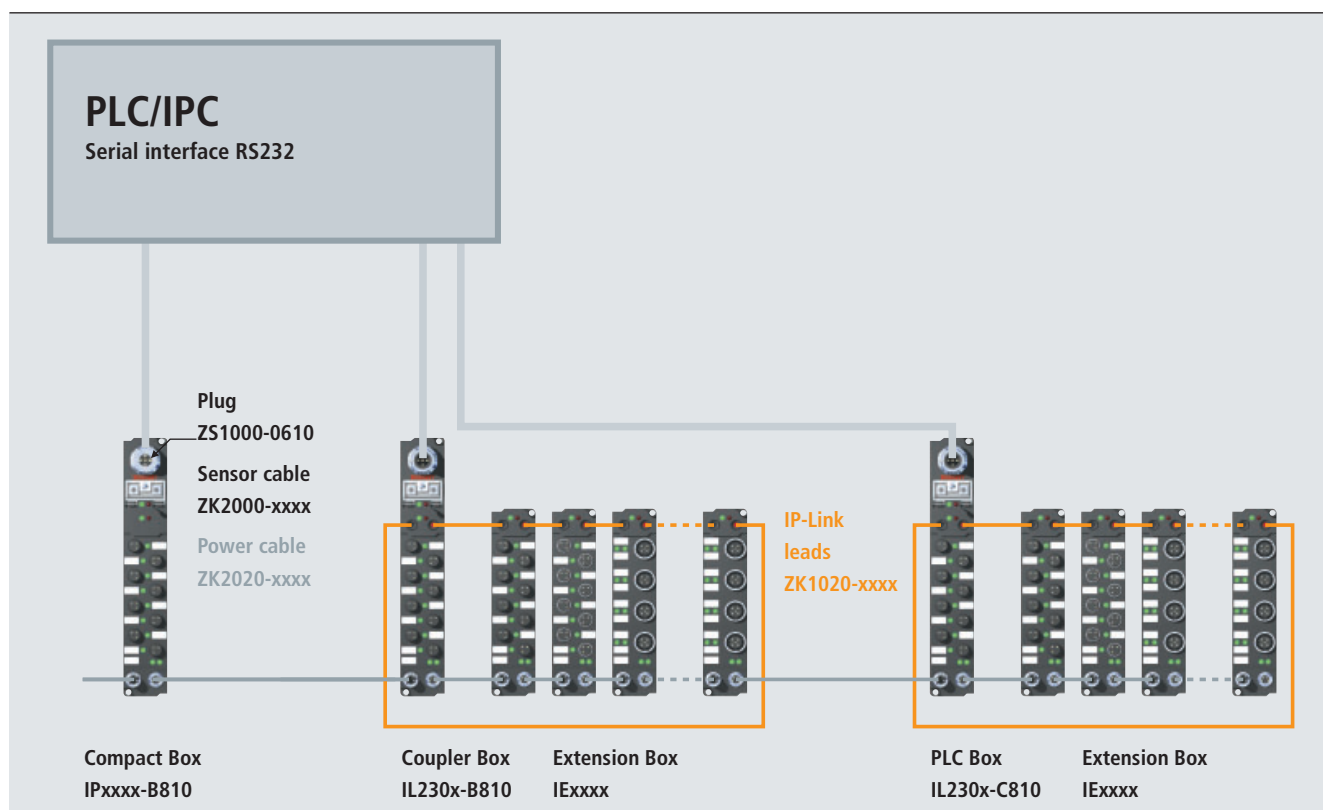 PLC/IPC
Serial interface RS232
Plug
ZS1000-0610
Sensor cable
ZK2000-xxxx
Power cable
ZK2020-xxxx
IP-Link
leads
ZK1020-xxxx
Compact Box
IPxxxx-B810
Coupler Box
IL230x-B810
Extension Box
IExxxx
PLC Box
IL230x-C810
Extension Box
IExxxx